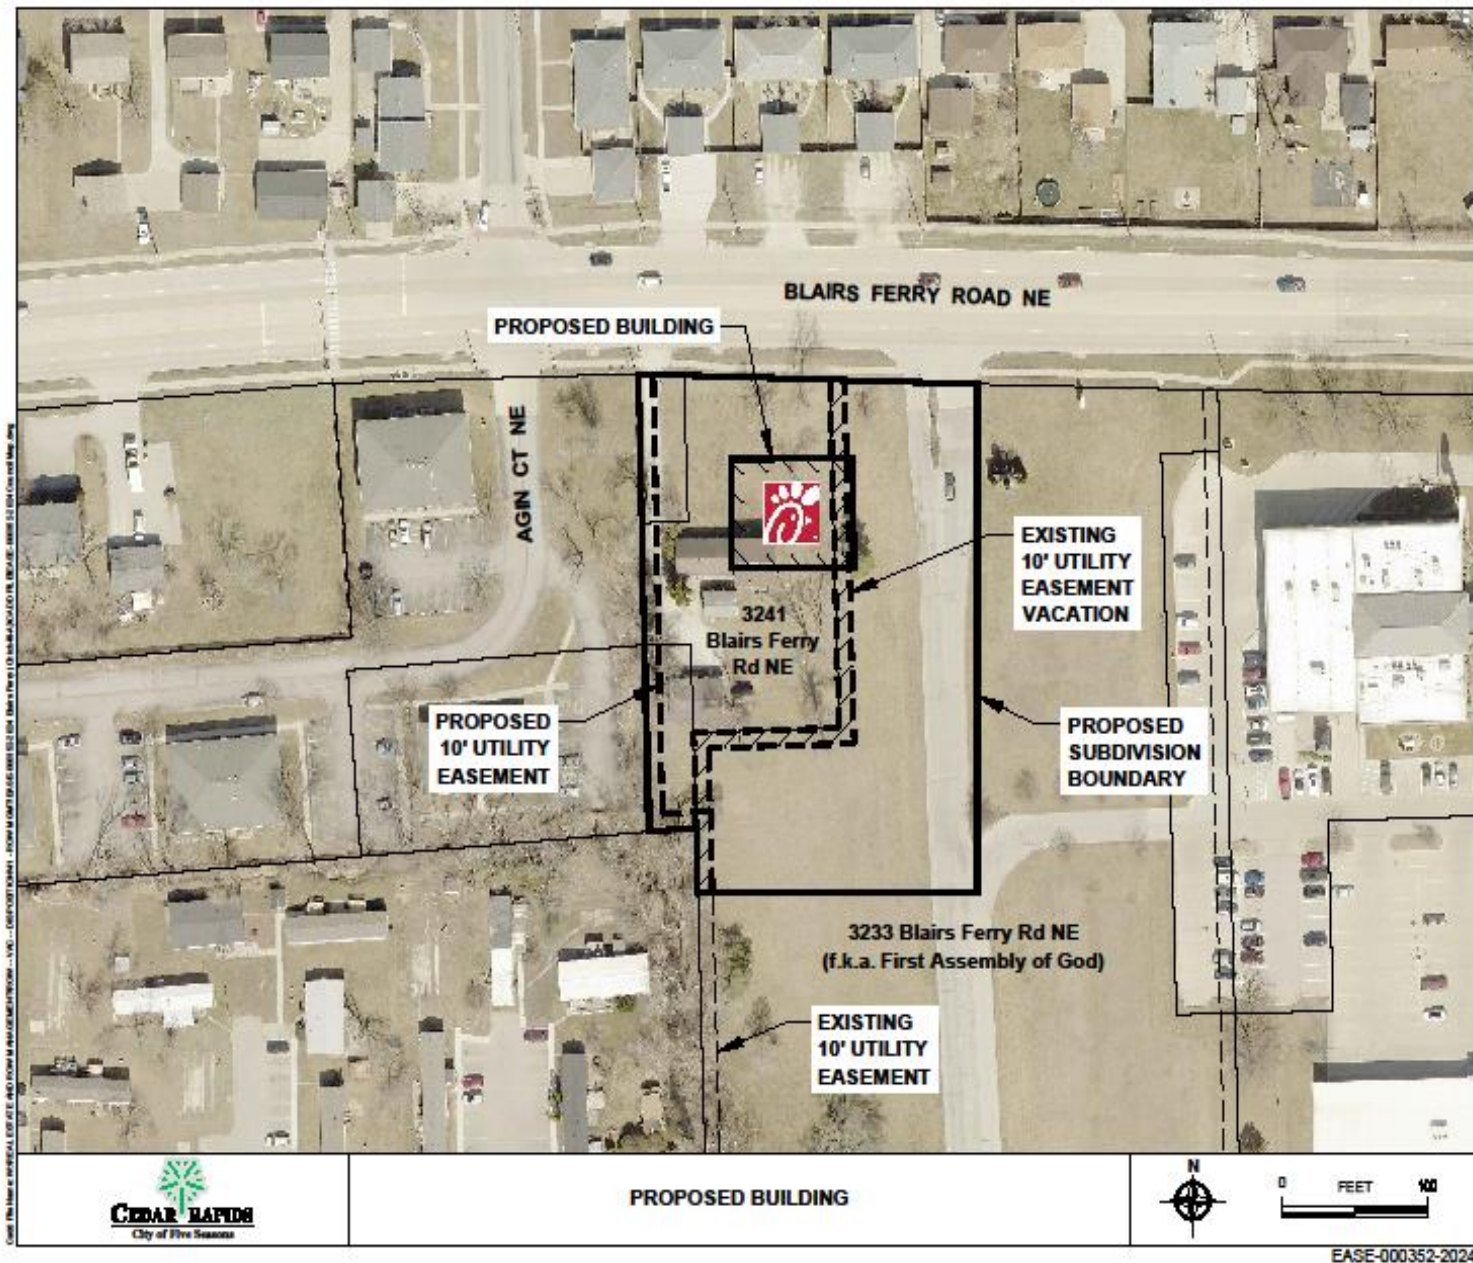 BLAIRS FERRY ROAD NE
PROPOSED BUILDING
AGIN CT NE
EXISTING
10' UTILITY
EASEMENT
VACATION
3241
Blairs Ferry
Rd NE
PROPOSED
10' UTILITY
EASEMENT
PROPOSED
SUBDIVISION
BOUNDARY
3233 Blairs Ferry Rd NE
(f.k.a. First Assembly of God)
EXISTING
10' UTILITY
EASEMENT
CEDAR RAPIDS
City of Five Seasons
PROPOSED BUILDING
N
0 FEET 100
EASE-000352-2024